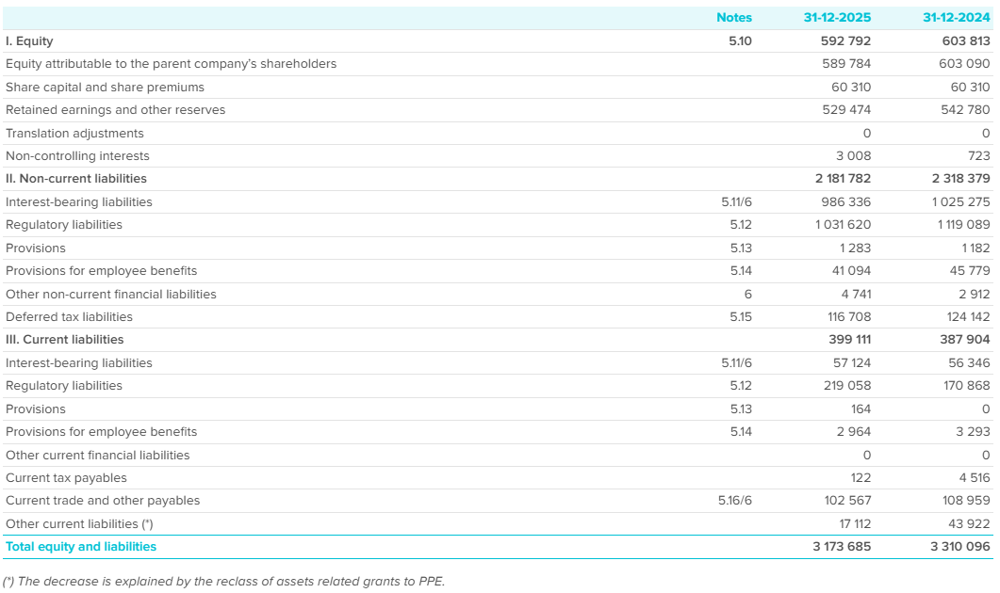 Notes 31-12-2025 31-12-2024
I. Equity 5.10 592 792 603 813
Equity attributable to the parent company's shareholders 589 784 603 090
Share capital and share premiums 60 310 60 310
Retained earnings and other reserves 529 474 542 780
Translation adjustments 0 0
Non-controlling interests 3 008 723
II. Non-current liabilities 2 181 782 2 318 379
Interest-bearing liabilities 5.11/6 986 336 1 025 275
Regulatory liabilities 5.12 1 031 620 1 119 089
Provisions 5.13 1 283 1 182
Provisions for employee benefits 5.14 41 094 45 779
Other non-current financial liabilities 6 4 741 2 912
Deferred tax liabilities 5.15 116 708 124 142
III. Current liabilities 399 111 387 904
Interest-bearing liabilities 5.11/6 57 124 56 346
Regulatory liabilities 5.12 219 058 170 868
Provisions 5.13 164 0
Provisions for employee benefits 5.14 2 964 3 293
Other current financial liabilities 0 0
Current tax payables 122 4 516
Current trade and other payables 5.16/6 102 567 108 959
Other current liabilities (*) 17 112 43 922
Total equity and liabilities 3 173 685 3 310 096
(*) The decrease is explained by the reclass of assets related grants to PPE.